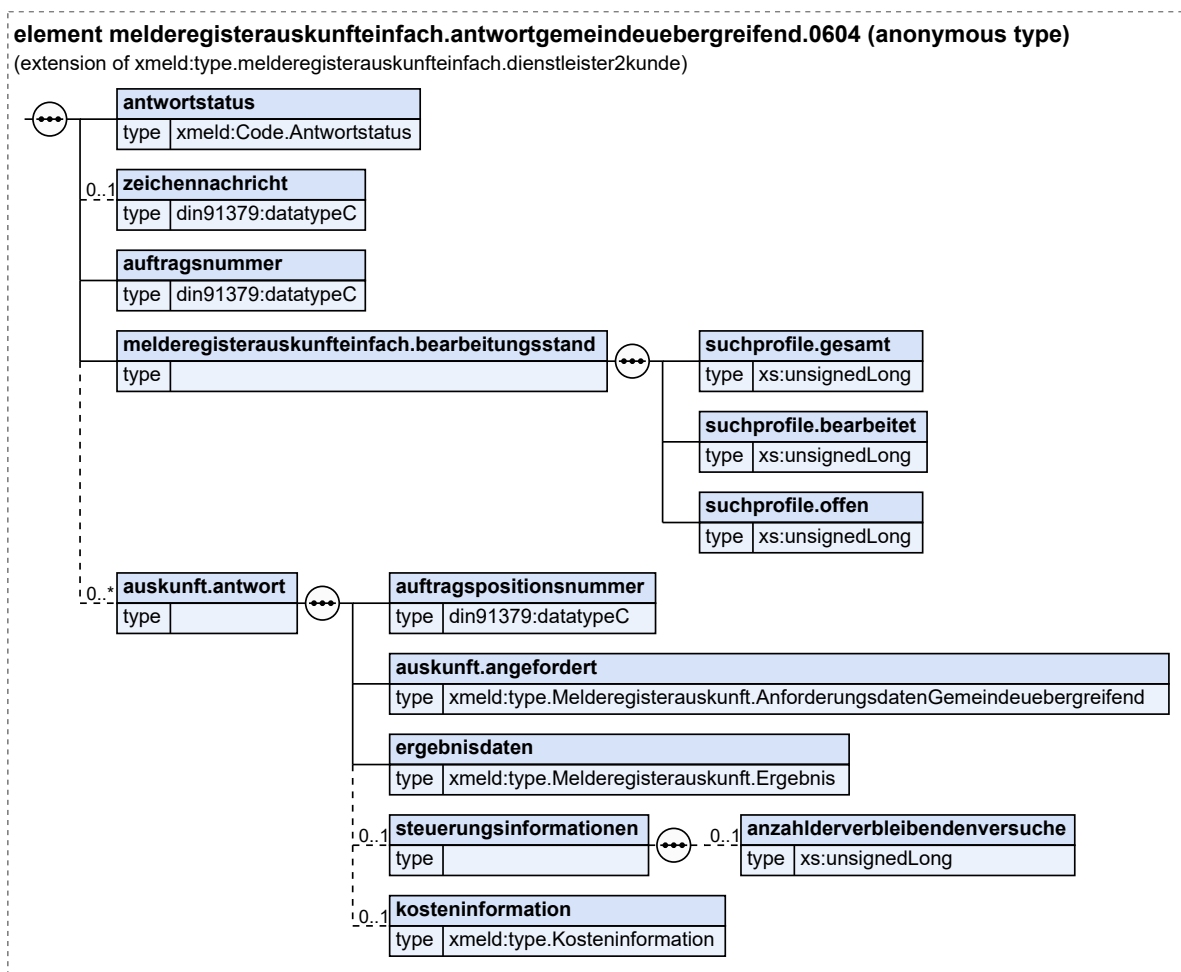 element melderegisterauskunfteinfach.antwortgemeindeuebergreifend.0604 (anonymous type)
(extension of xmeld:type.melderegisterauskunfteinfach.dienstleister2kunde)
antwortstatus
type xmeld:Code.Antwortstatus
0..1 zeichennachricht
type din91379:datatypeC
auftragsnummer
type din91379:datatypeC
melderegisterauskunfteinfach.bearbeitungsstand
type
suchprofile.gesamt
type xs:unsignedLong
suchprofile.bearbeitet
type xs:unsignedLong
suchprofile.offen
type xs:unsignedLong
0..* auskunft.antwort
type
auftragspositionsnummer
type din91379:datatypeC
auskunft.angefordert
type xmeld:type.Melderegisterauskunft.AnforderungsdatenGemeindeuebergreifend
ergebnisdaten
type xmeld:type.Melderegisterauskunft.Ergebnis
0..1 steuerungsinformationen
type
0..1 anzahlderverbleibendenversuche
type xs:unsignedLong
0..1 kosteninformation
type xmeld:type.Kosteninformation